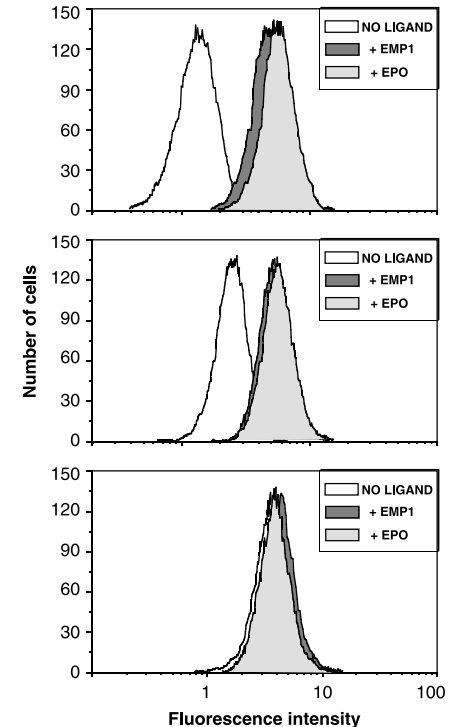 150
120
90
60
30
0
NO LIGAND
+ EMP1
+ EPO
150
120
90
60
30
0
NO LIGAND
+ EMP1
+ EPO
Number of cells
150
120
90
60
30
0
NO LIGAND
+ EMP1
+ EPO
1 10 100
Fluorescence intensity